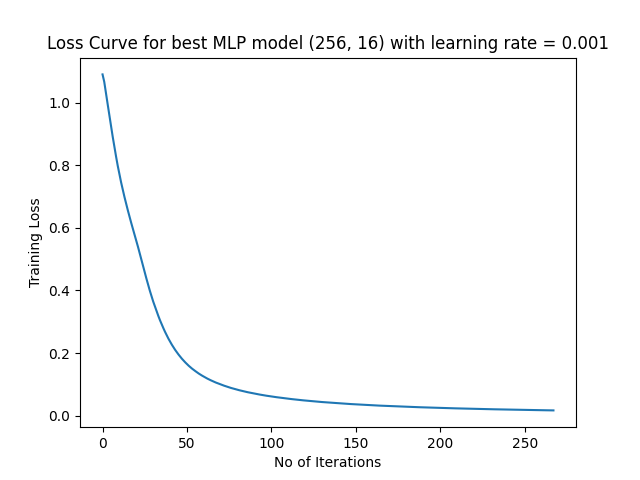 Loss Curve for best MLP model (256, 16) with learning rate = 0.001
1.0
0.8
0.6
0.4
0.2
0.0
Training Loss
0 50 100 150 200 250
No of Iterations